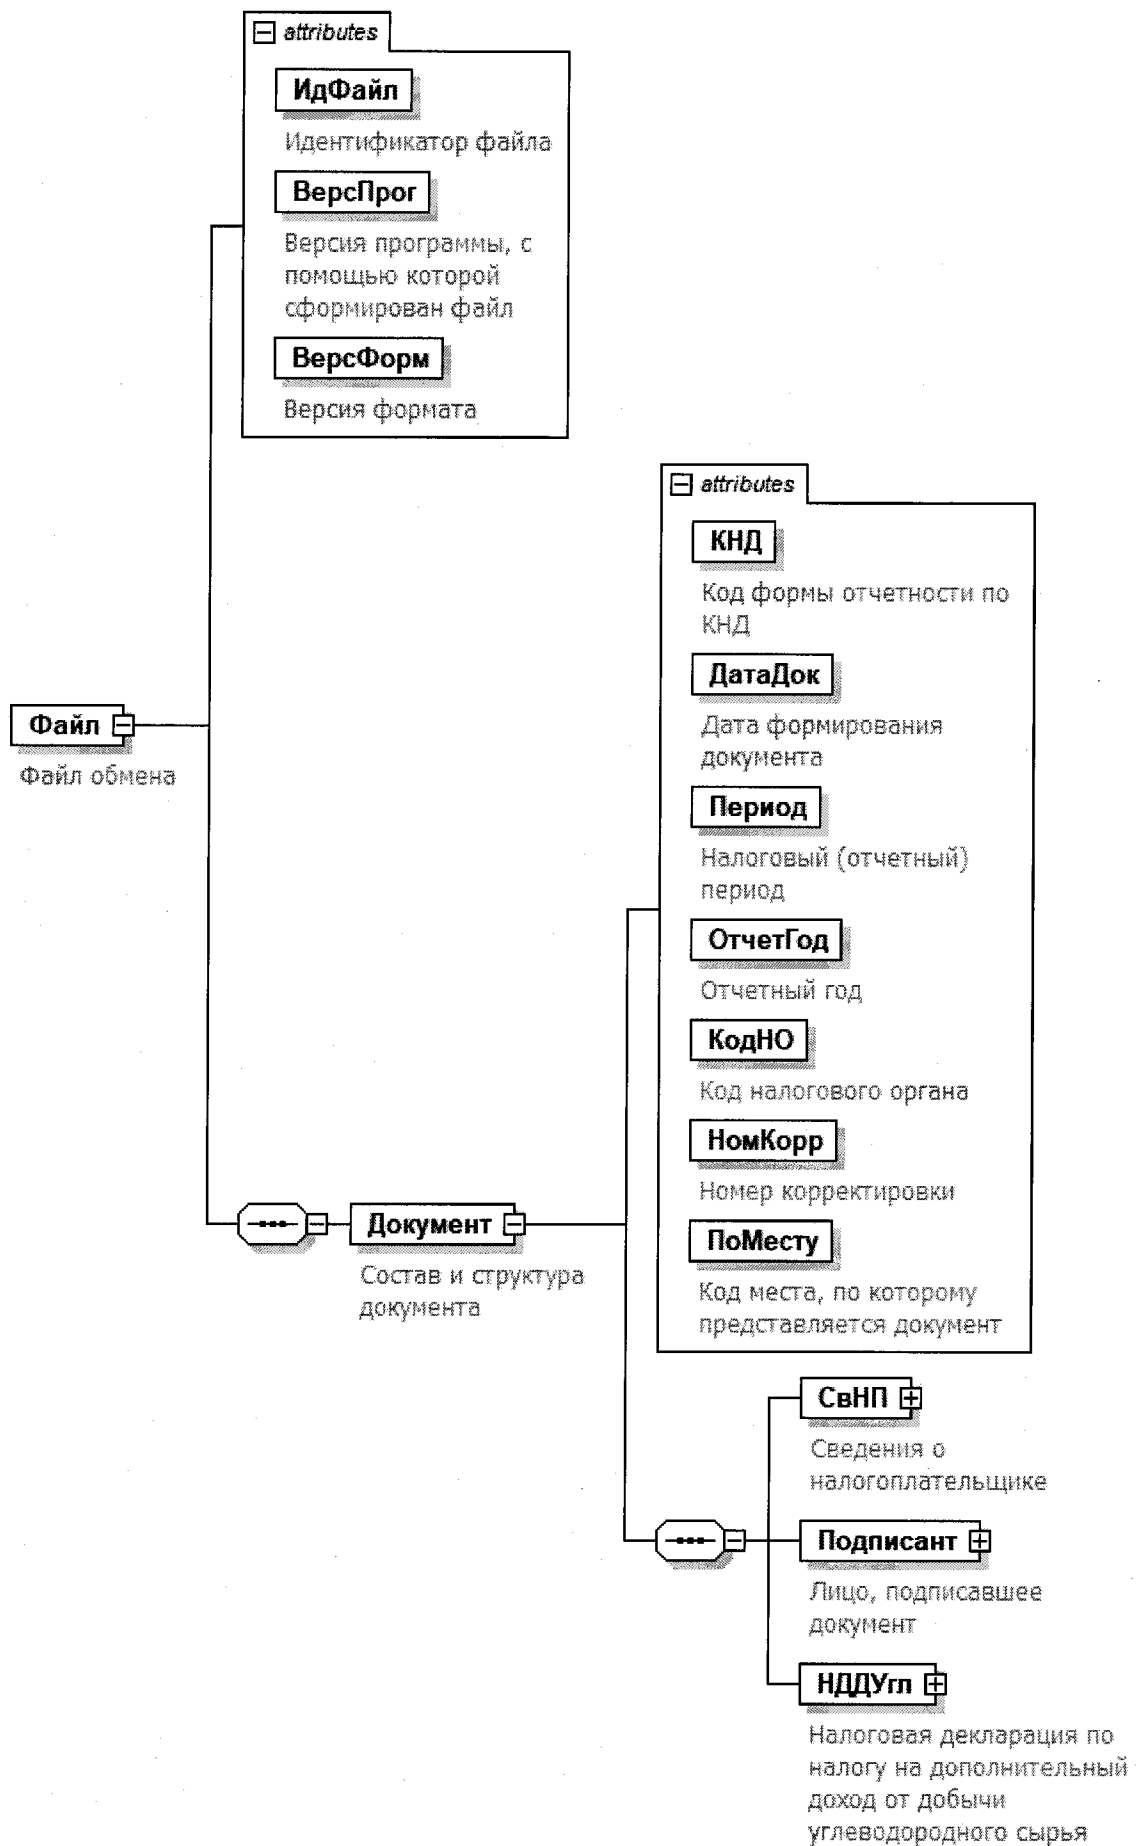 attributes
ИдФайл
Идентификатор файла
ВерсПрог
Версия программы, с
помощью которой
сформирован файл
ВерсФорм
Версия формата
attributes
КНД
Код формы отчетности по
КНД
ДатаДок
Дата формирования
документа
Период
Налоговый (отчетный)
период
ОтчетГод
Отчетный год
КодНО
Код налогового органа
НомКорр
Номер корректировки
ПоМесту
Код места, по которому
представляется документ
Файл
Файл обмена
Документ
Состав и структура
документа
СвНП
Сведения о
налогоплательщике
Подписант
Лицо, подписавшее
документ
НДДУгл
Налоговая декларация по
налогу на дополнительный
доход от добычи
углеводородного сырья